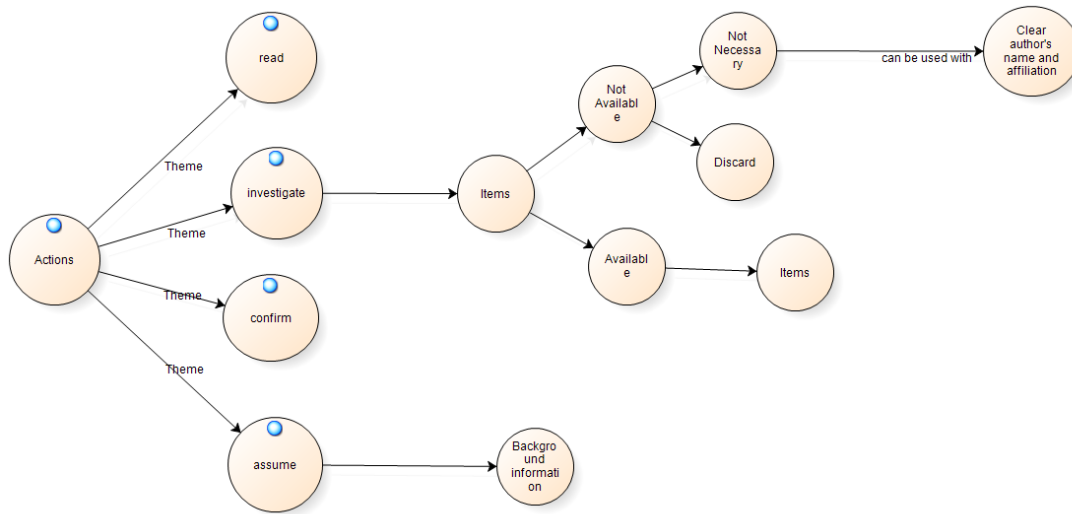 read
Theme
investigate
Theme
Actions
Theme
confirm
Theme
assume
Items
Not
Availabl
e
Not
Necessa
ry
can be used with
Clear
author's
name and
affiliation
Discard
Availabl
e
Items
Backgro
und
informati
on